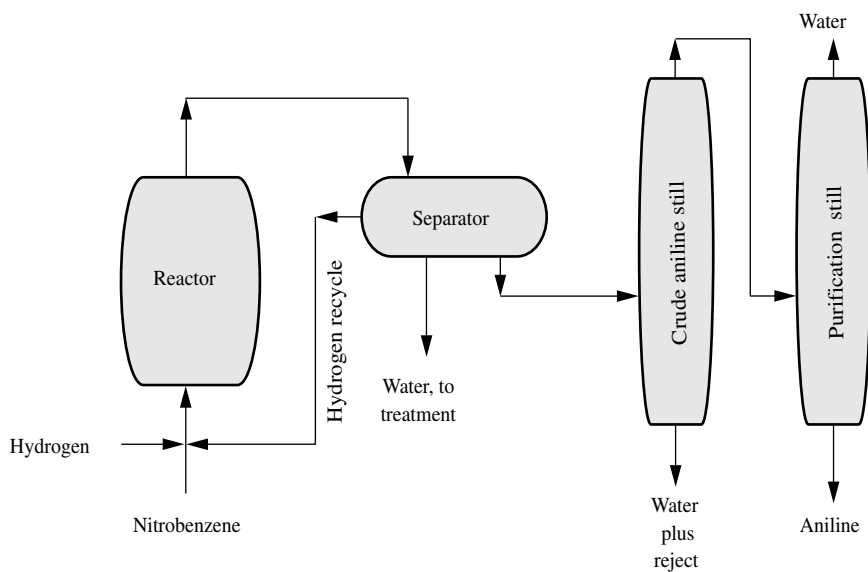 Water
Reactor
Separator
Crude aniline still
Purification still
Hydrogen recycle
Water, to
treatment
Hydrogen
Nitrobenzene
Water
plus
reject
Aniline